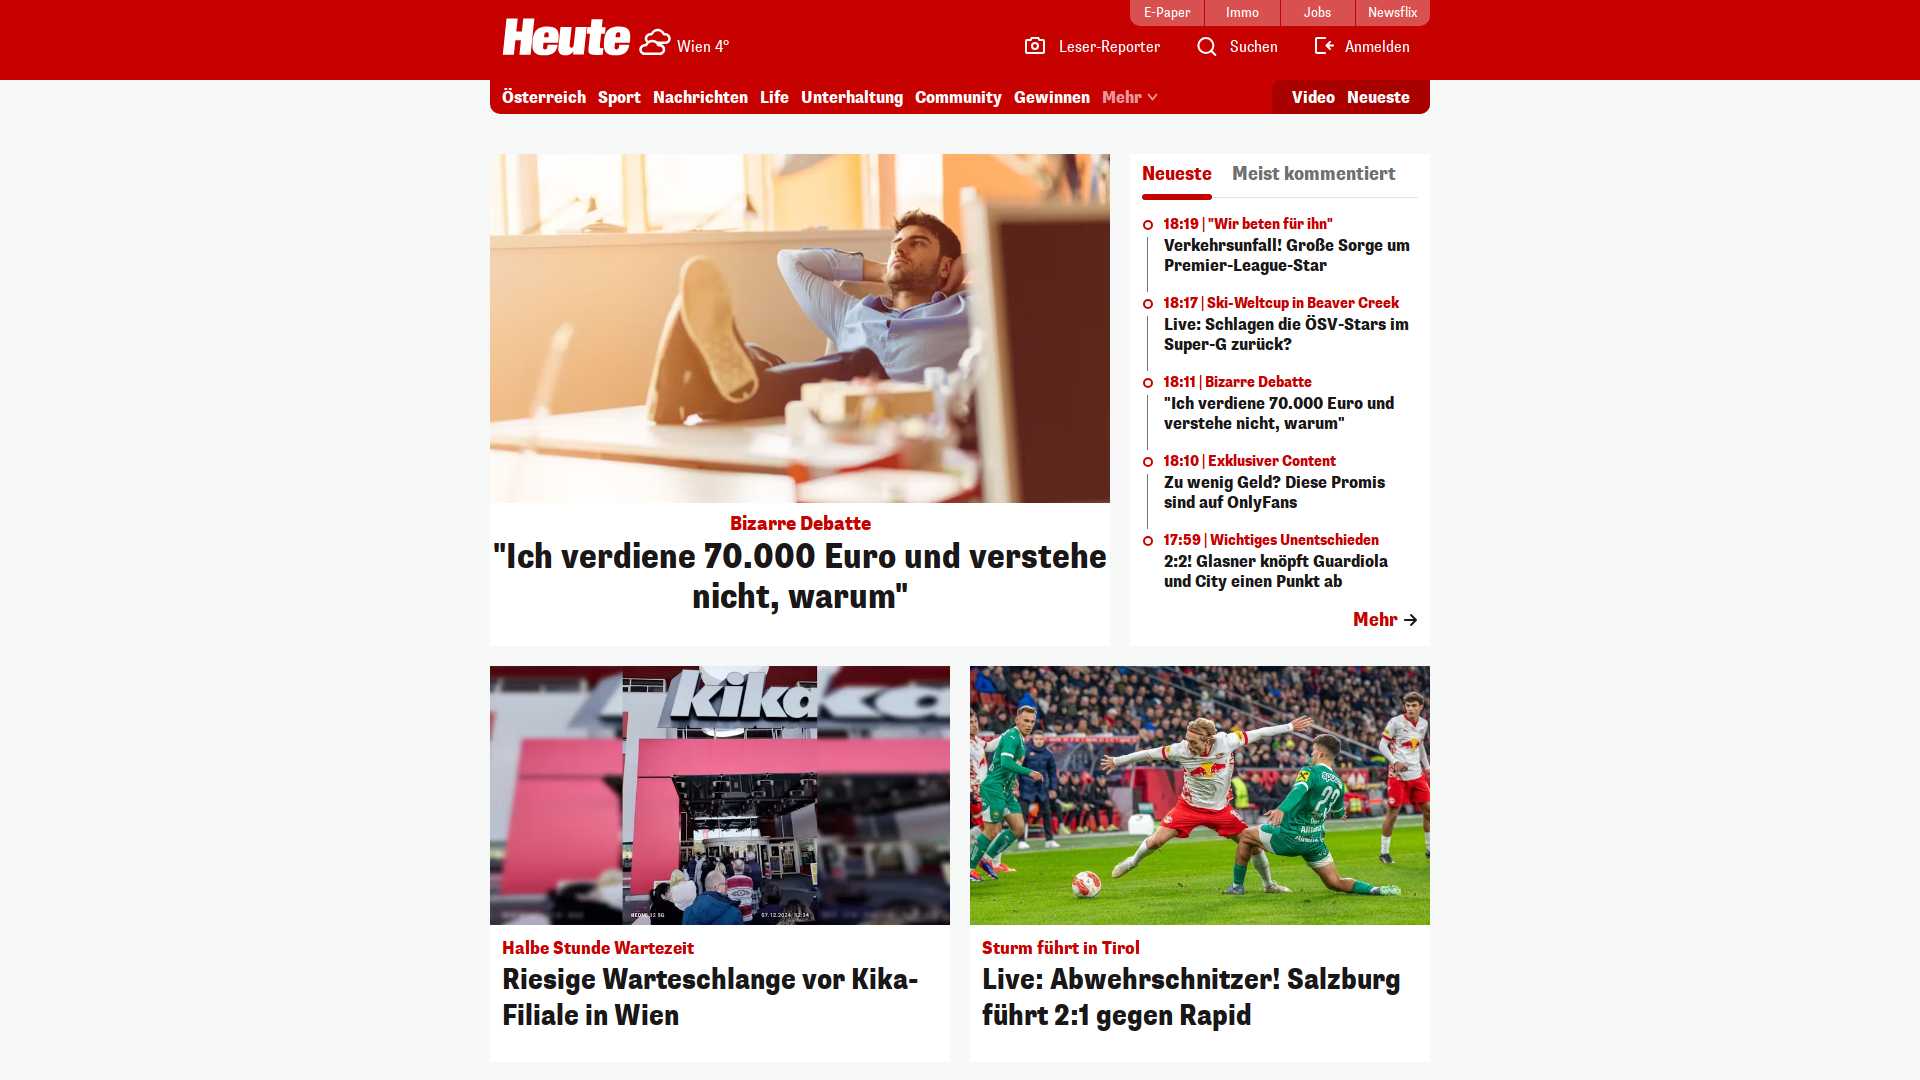 E-Paper
Immo
Jobs
Newsflix
Heute
Wien 4°
Leser-Reporter
Suchen
Anmelden
Österreich
Sport
Nachrichten
Life
Unterhaltung
Community
Gewinnen
Mehr
Video
Neueste
Bizarre Debatte
"Ich verdiene 70.000 Euro und verstehe
nicht, warum"
Neueste
Meist kommentiert
18:19 | "Wir beten für ihn"
Verkehrsunfall! Große Sorge um
Premier-League-Star
18:17 | Ski-Weltcup in Beaver Creek
Live: Schlagen die ÖSV-Stars im
Super-G zurück?
18:11 | Bizarre Debatte
"Ich verdiene 70.000 Euro und
verstehe nicht, warum"
18:10 | Exklusiver Content
Zu wenig Geld? Diese Promis
sind auf OnlyFans
17:59 | Wichtiges Unentschieden
2:2! Glasner knöpft Guardiola
und City einen Punkt ab
Mehr
kika
Halbe Stunde Wartezeit
Riesige Warteschlange vor Kika-
Filiale in Wien
23
Sturm führt in Tirol
Live: Abwehrschnitzer! Salzburg
führt 2:1 gegen Rapid